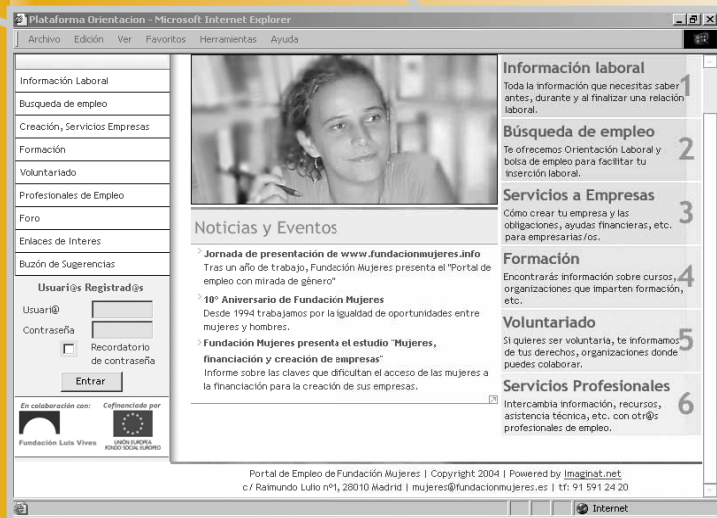 Plataforma Orientacion - Microsoft Internet Explorer
Archivo Edición Ver Favoritos Herramientas Ayuda
Información Laboral
Busqueda de empleo
Creación, Servicios Empresas
Formación
Voluntariado
Profesionales de Empleo
Foro
Enlaces de Interes
Buzón de Sugerencias
Usuari@s Registrad@s
Usuari@
Contraseña
Recordatorio
de contraseña
Entrar
En colaboración con:
Fundación Luis Vives
Cofinanciado por
UNIÓN EUROPEA
FONDO SOCIAL EUROPEO
Noticias y Eventos
Jornada de presentación de www.fundacionmujeres.info
Tras un año de trabajo, Fundación Mujeres presenta el "Portal de
empleo con mirada de género"
10º Aniversario de Fundación Mujeres
Desde 1994 trabajamos por la igualdad de oportunidades entre
mujeres y hombres.
Fundación Mujeres presenta el estudio "Mujeres,
financiación y creación de empresas"
Informe sobre las claves que dificultan el acceso de las mujeres a
la financiación para la creación de sus empresas.
Información laboral
Toda la información que necesitas saber
antes, durante y al finalizar una relación
laboral.
1
Búsqueda de empleo
Te ofrecemos Orientación Laboral y
bolsa de empleo para facilitar tu
inserción laboral.
2
Servicios a Empresas
Cómo crear tu empresa y las
obligaciones, ayudas financieras, etc.
para empresarias/os.
3
Formación
Encontrarás información sobre cursos,
organizaciones que imparten formación,
etc.
4
Voluntariado
Si quieres ser voluntaria, te informamos
de tus derechos, organizaciones donde
puedes colaborar.
5
Servicios Profesionales
Intercambia información, recursos,
asistencia técnica, etc. con otr@s
profesionales de empleo.
6
Portal de Empleo de Fundación Mujeres | Copyright 2004 | Powered by Imaginat.net
c/ Raimundo Lulio nº1, 28010 Madrid | mujeres@fundacionmujeres.es | tf: 91 591 24 20
Internet